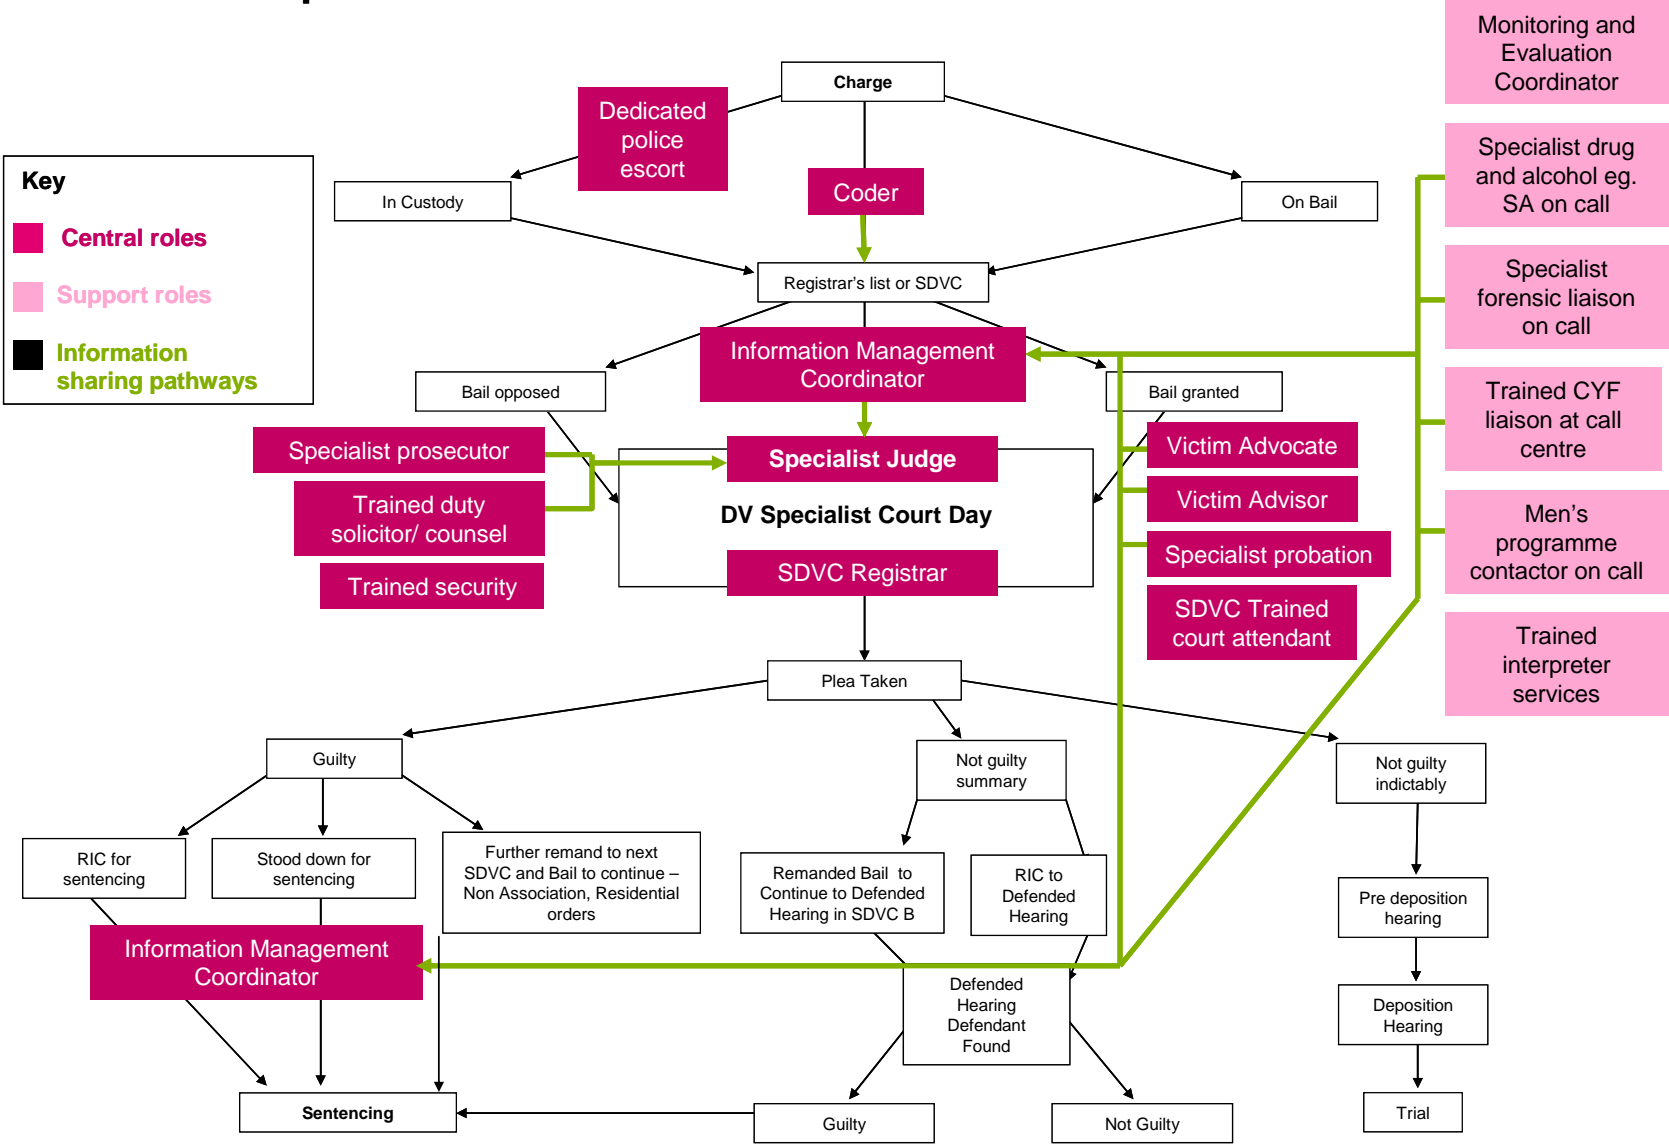 Monitoring and
Evaluation
Coordinator
Charge
Dedicated
police
escort
Specialist drug
and alcohol eg.
SA on call
Key
Central roles
Support roles
Information
sharing pathways
In Custody
Coder
On Bail
Registrar's list or SDVC
Specialist
forensic liaison
on call
Information Management
Coordinator
Bail opposed
Bail granted
Trained CYF
liaison at call
centre
Specialist prosecutor
Specialist Judge
Victim Advocate
Trained duty
solicitor/ counsel
DV Specialist Court Day
Victim Advisor
Men's
programme
contactor on call
Trained security
SDVC Registrar
Specialist probation
SDVC Trained
court attendant
Trained
interpreter
services
Plea Taken
Guilty
Not guilty
summary
Not guilty
indictably
RIC for
sentencing
Stood down for
sentencing
Further remand to next
SDVC and Bail to continue –
Non Association, Residential
orders
Remanded Bail to
Continue to Defended
Hearing in SDVC B
RIC to
Defended
Hearing
Pre deposition
hearing
Information Management
Coordinator
Defended
Hearing
Defendant
Found
Deposition
Hearing
Sentencing
Guilty
Not Guilty
Trial